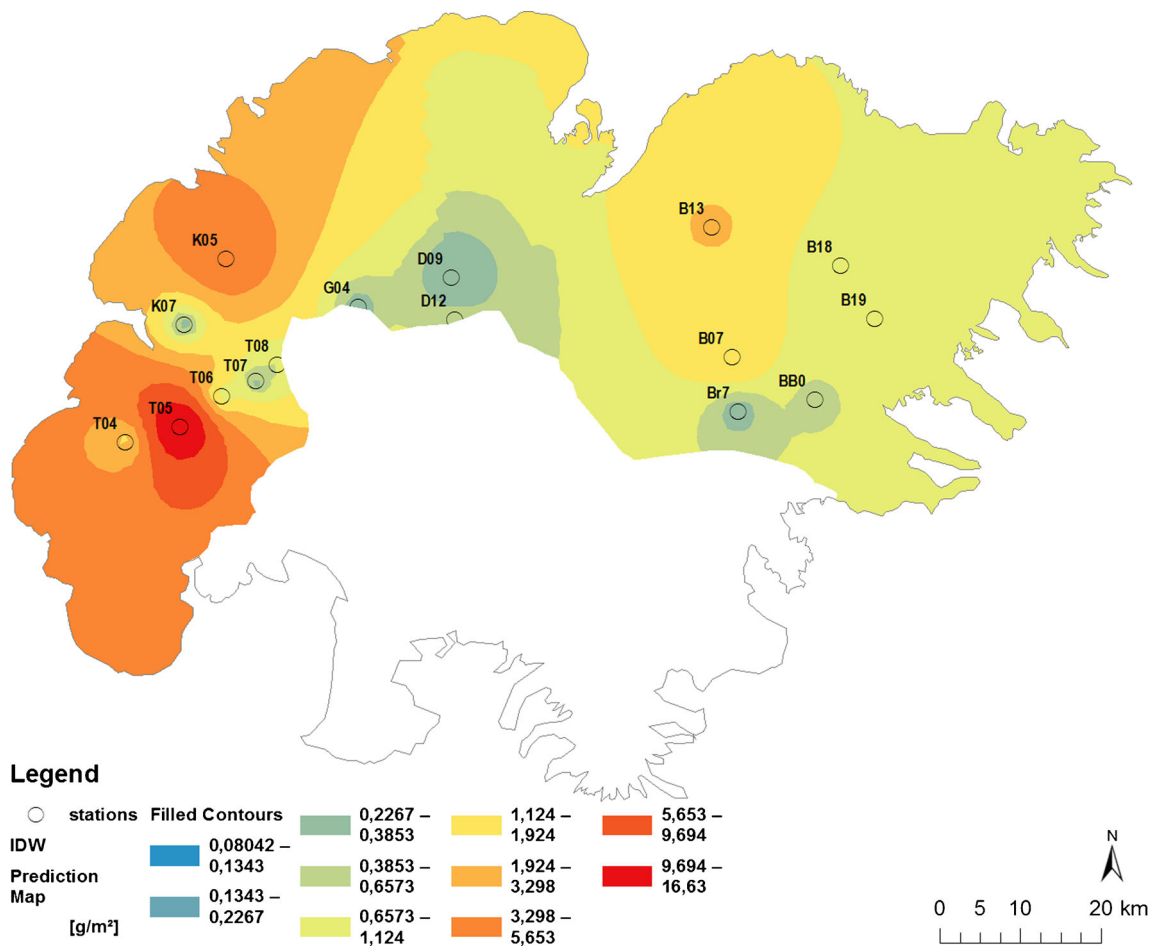 B13
K05
B18
D09
G04
D12
B19
K07
T08
B07
T07
T06
BB0
Br7
T05
T04
Legend
stations Filled Contours
IDW
Prediction
Map
[g/m²]
0,08042 –
0,1343
0,1343 –
0,2267
0,2267 –
0,3853
0,3853 –
0,6573
0,6573 –
1,124
1,124 –
1,924
1,924 –
3,298
3,298 –
5,653
5,653 –
9,694
9,694 –
16,63
N
0 5 10 20 km